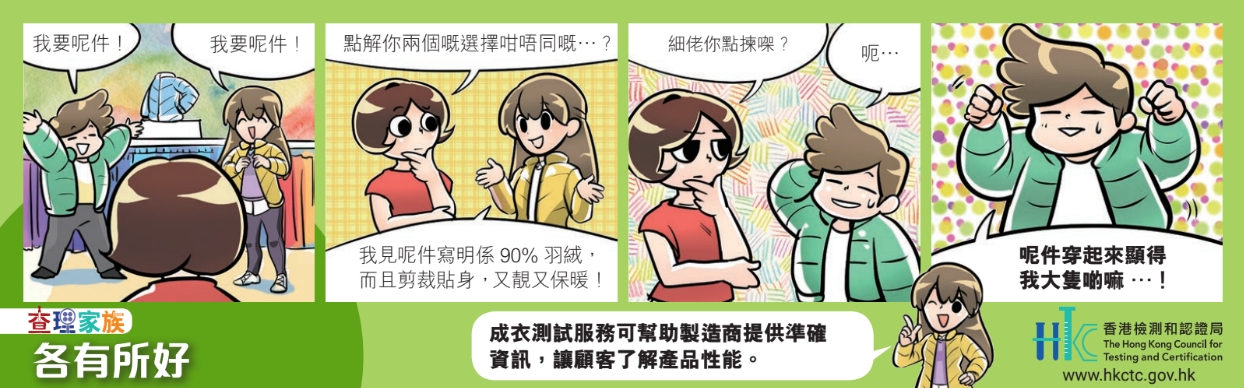 我要呢件！
我要呢件！
點解你兩個嘅選擇咁唔同嘅…？
我見呢件寫明係 90% 羽絨，
而且剪裁貼身，又靚又保暖！
細佬你點揀㗎？
呃…
呢件穿起來顯得
我大隻啲嘛 …！
查理家族
各有所好
成衣測試服務可幫助製造商提供準確
資訊，讓顧客了解產品性能。
HKTC
香港檢測和認證局
The Hong Kong Council for
Testing and Certification
www.hkctc.gov.hk